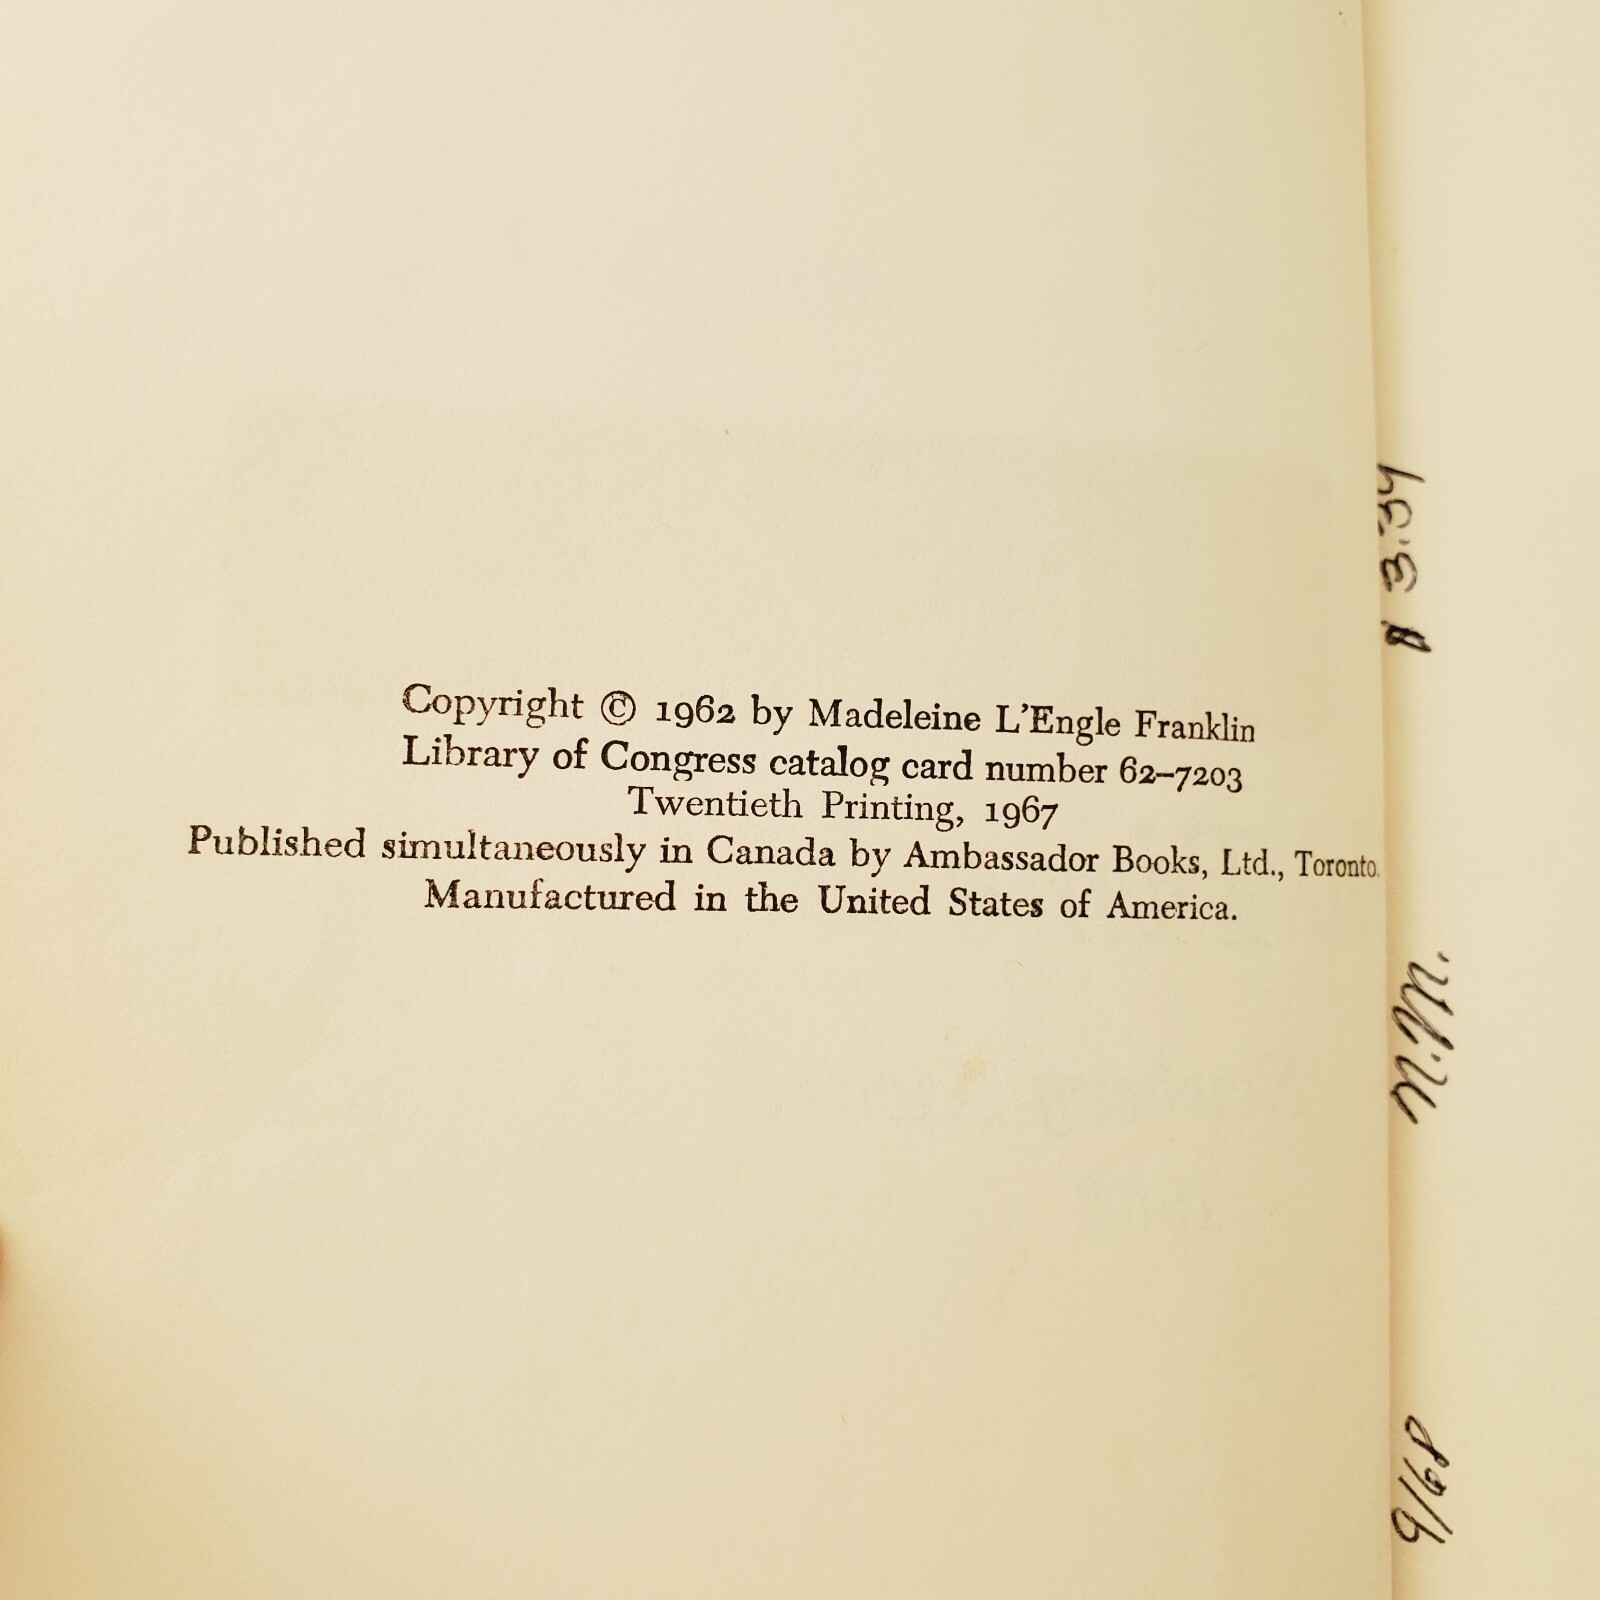 Copyright © 1962 by Madeleine L'Engle Franklin
Library of Congress catalog card number 62–7203
Twentieth Printing, 1967
Published simultaneously in Canada by Ambassador Books, Ltd., Toronto.
Manufactured in the United States of America.
9/68
3.34